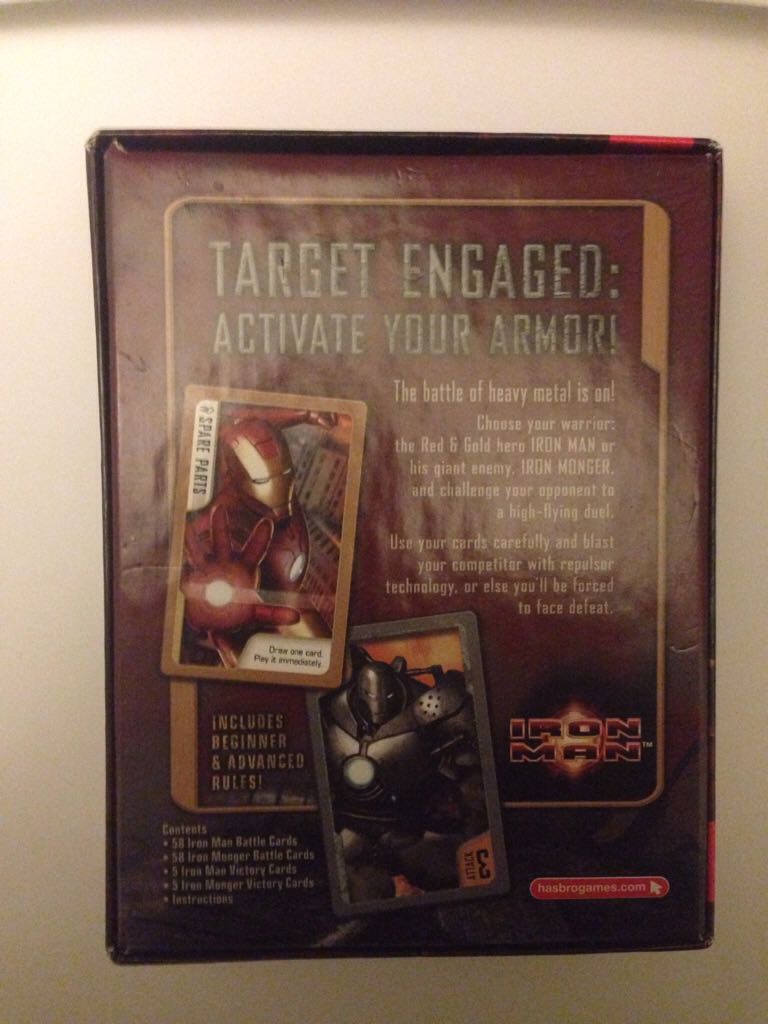 TARGET ENGAGED:
ACTIVATE YOUR ARMOR!
The battle of heavy metal is on!
Choose your warrior:
the Red & Gold hero IRON MAN or
his giant enemy, IRON MONGER,
and challenge your opponent to
a high-flying duel.
Use your cards carefully and blast
your competitor with repulsor
technology, or else you'll be forced
to face defeat.
SPARE PARTS
Draw one card.
Play it immediately.
INCLUDES
BEGINNER
& ADVANCED
RULES!
IRON
MAN™
ATTACK
3
Contents
• 58 Iron Man Battle Cards
• 58 Iron Monger Battle Cards
• 5 Iron Man Victory Cards
• 5 Iron Monger Victory Cards
• Instructions
hasbrogames.com